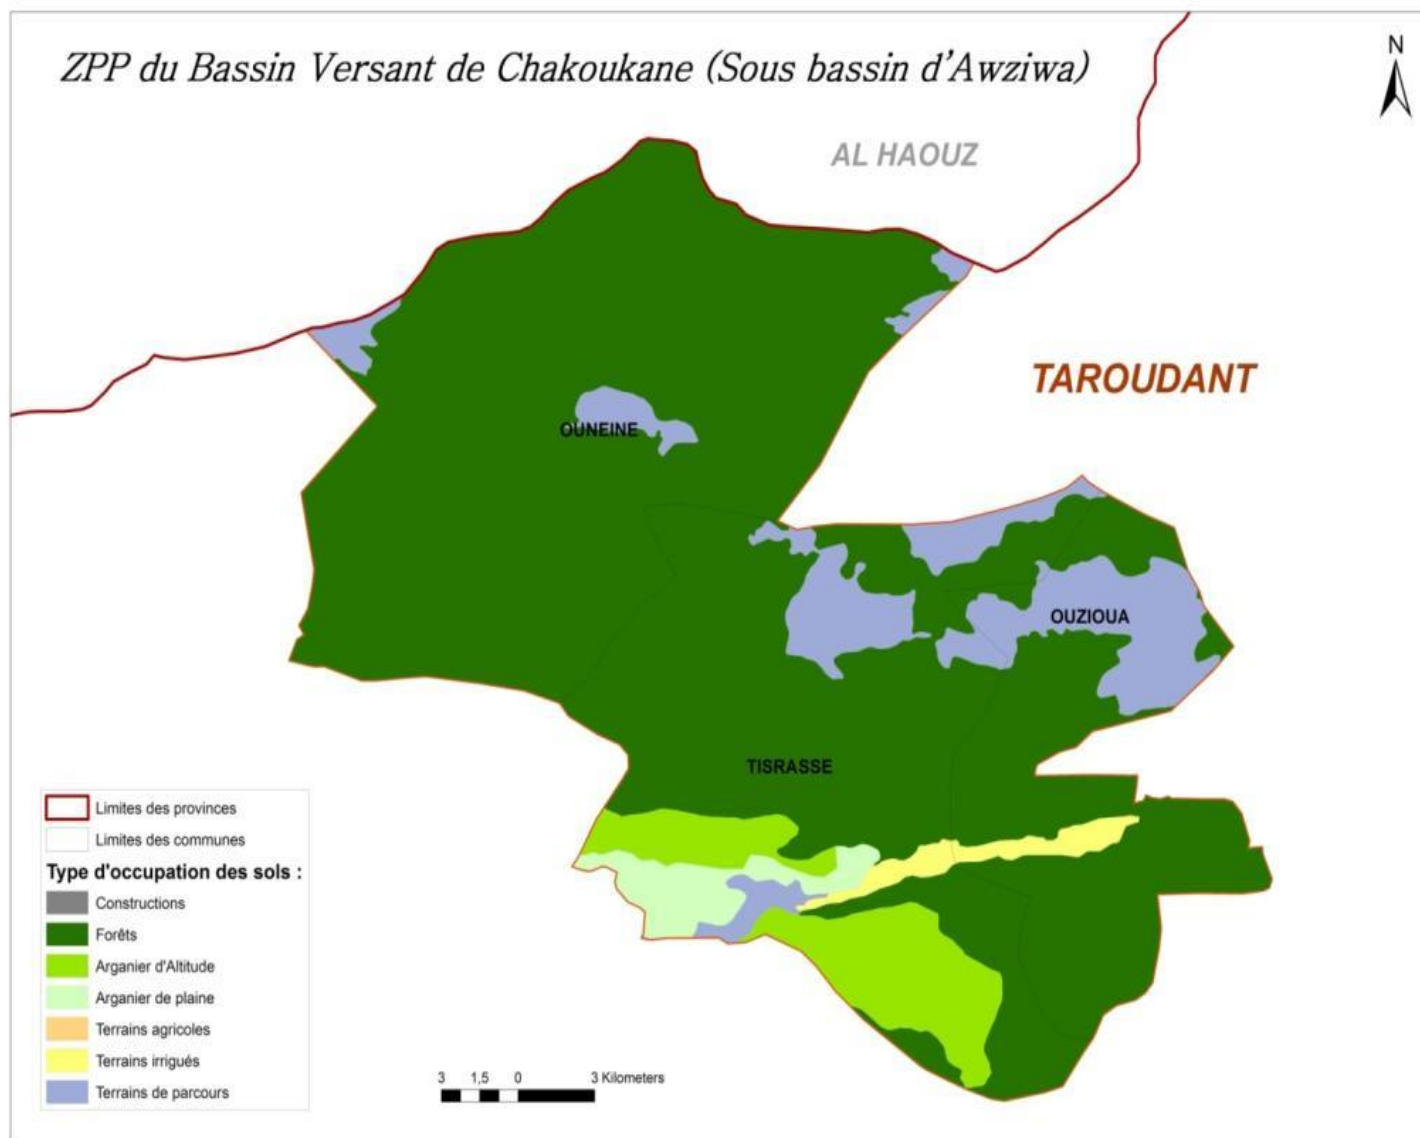 ZPP du Bassin Versant de Chakoukane (Sous bassin d'Awziwa)
N
AL HAOUZ
TAROUDANT
OUNEINE
OUZIOUA
TISRASSE
Limites des provinces
Limites des communes
Type d'occupation des sols :
Constructions
Forêts
Arganier d'Altitude
Arganier de plaine
Terrains agricoles
Terrains irrigués
Terrains de parcours
3 1,5 0 3 Kilometers